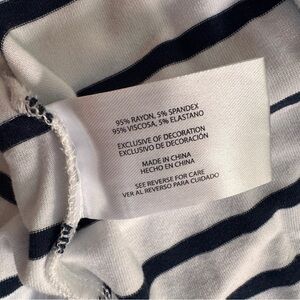 95% RAYON, 5% SPANDEX
95% VISCOSA, 5% ELASTANO
EXCLUSIVE OF DECORATION
EXCLUSIVO DE DECORACIÓN
MADE IN CHINA
HECHO EN CHINA
SEE REVERSE FOR CARE
VER AL REVERSO PARA CUIDADO